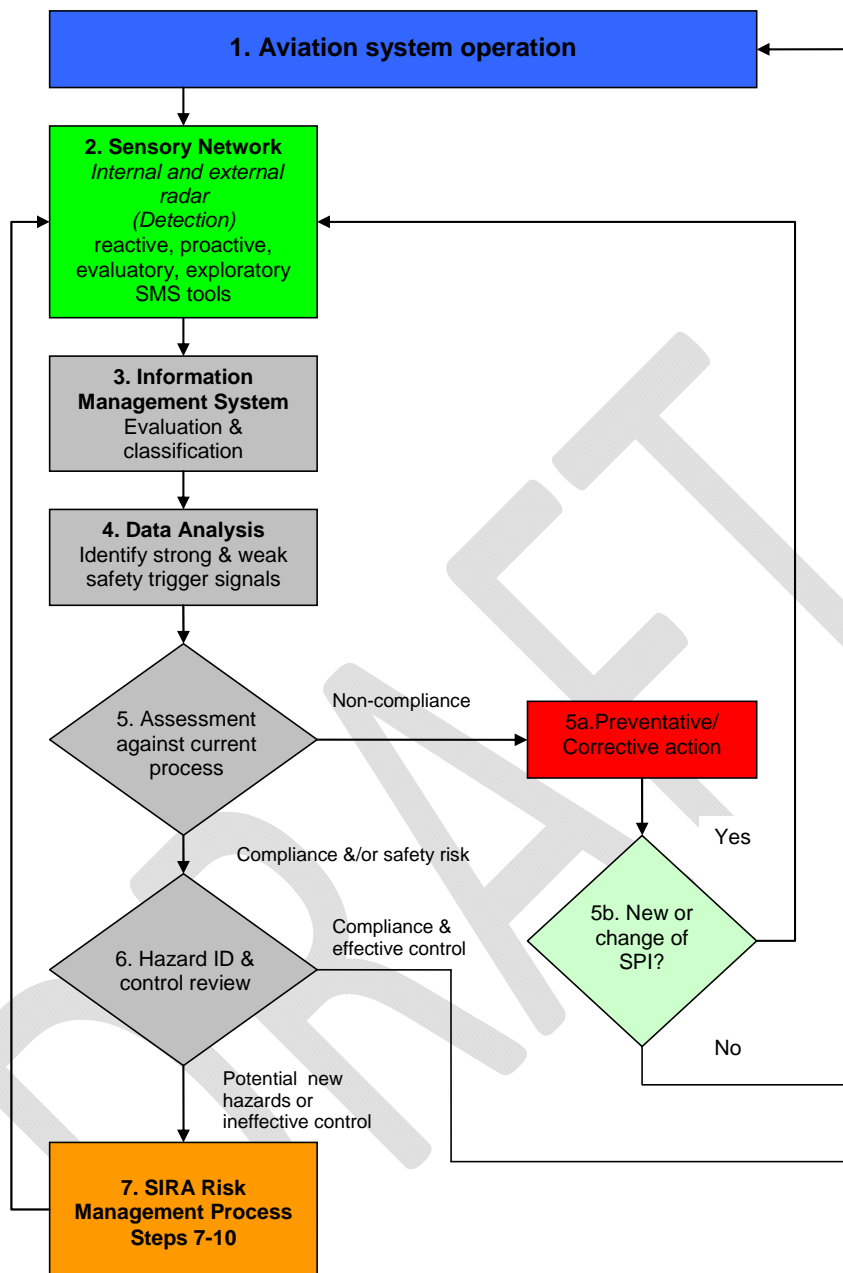 1. Aviation system operation
2. Sensory Network
Internal and external
radar
(Detection)
reactive, proactive,
evaluatory, exploratory
SMS tools
3. Information
Management System
Evaluation &
classification
4. Data Analysis
Identify strong & weak
safety trigger signals
5. Assessment
against current
process
Non-compliance
5a.Preventative/
Corrective action
Yes
Compliance &/or safety risk
5b. New or
change of
SPI?
Compliance &
effective control
6. Hazard ID &
control review
No
Potential  new
hazards or
ineffective control
7. SIRA Risk
Management Process
Steps 7-10
DRAFT